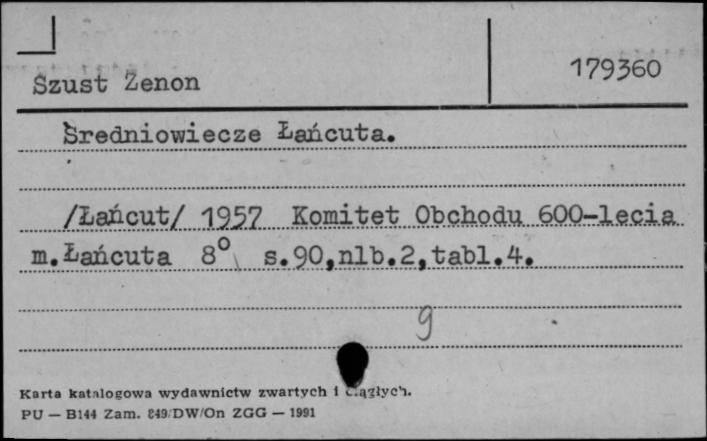 179360
Szust Zenon
Średniowiecze Łańcuta.
/Łańcut/ 1957 Komitet Obchodu 600-lecia
m.Łańcuta 8° s.90,nlb.2,tabl.4.
g
Karta katalogowa wydawnictw zwartych i ciągłych.
PU — B144 Zam. 849/DW/On ZGG — 1991